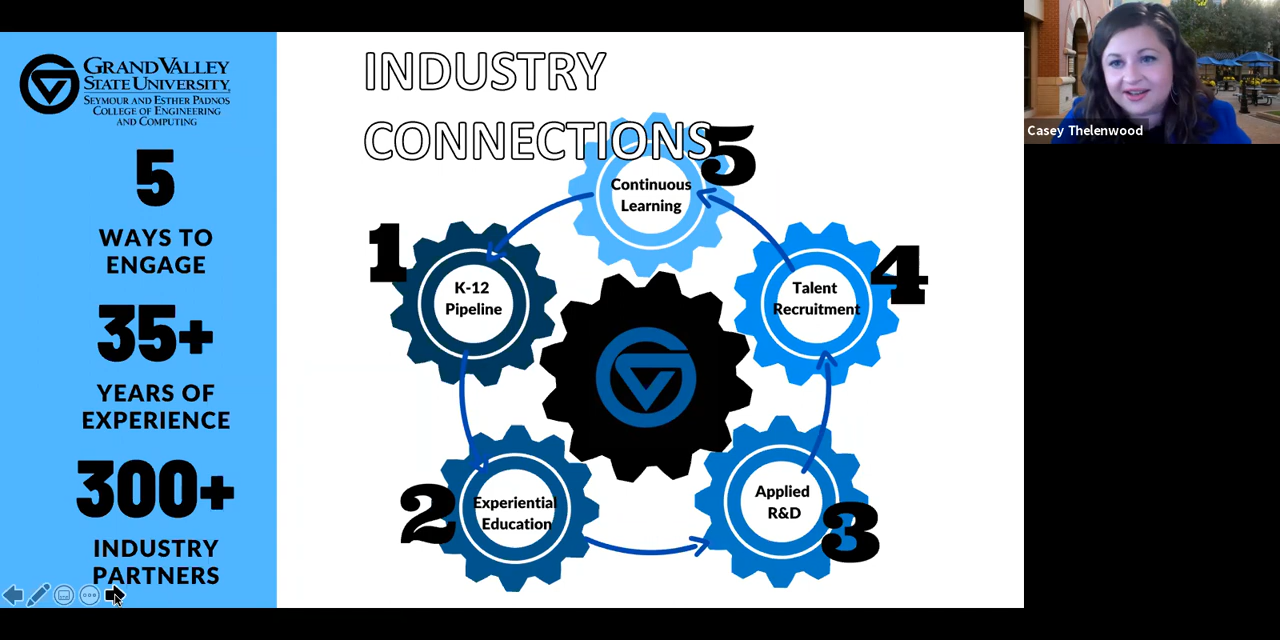 GRAND VALLEY
STATE UNIVERSITY
SEYMOUR AND ESTHER PADNOS
COLLEGE OF ENGINEERING
AND COMPUTING
5
WAYS TO
ENGAGE
35+
YEARS OF
EXPERIENCE
300+
INDUSTRY
PARTNERS
INDUSTRY
CONNECTIONS
1
K-12
Pipeline
2
Experiential
Education
3
Applied
R&D
4
Talent
Recruitment
5
Continuous
Learning
Casey Thelenwood